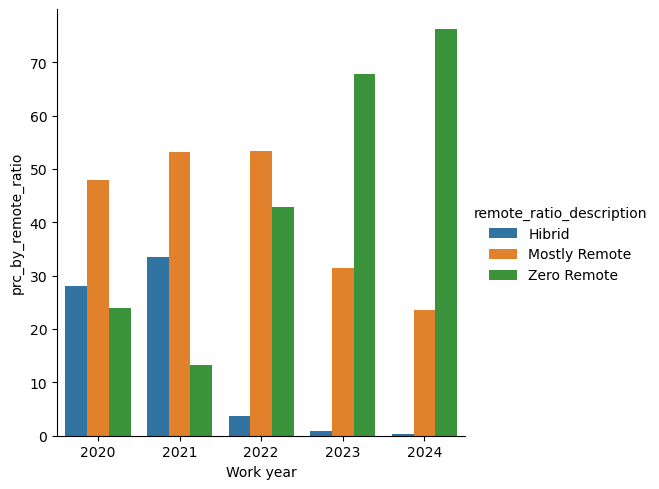 prc_by_remote_ratio
70
60
50
40
30
20
10
0
2020 2021 2022 2023 2024
Work year
remote_ratio_description
Hibrid
Mostly Remote
Zero Remote